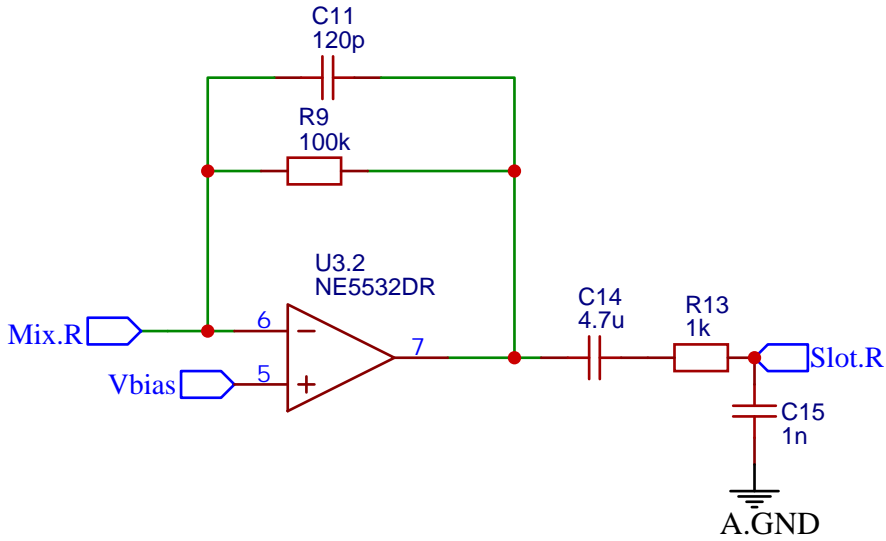 C11
120p
R9
100k
U3.2
NE5532DR
C14
4.7u
R13
1k
Mix.R
6
7
Slot.R
Vbias
5
C15
1n
A.GND